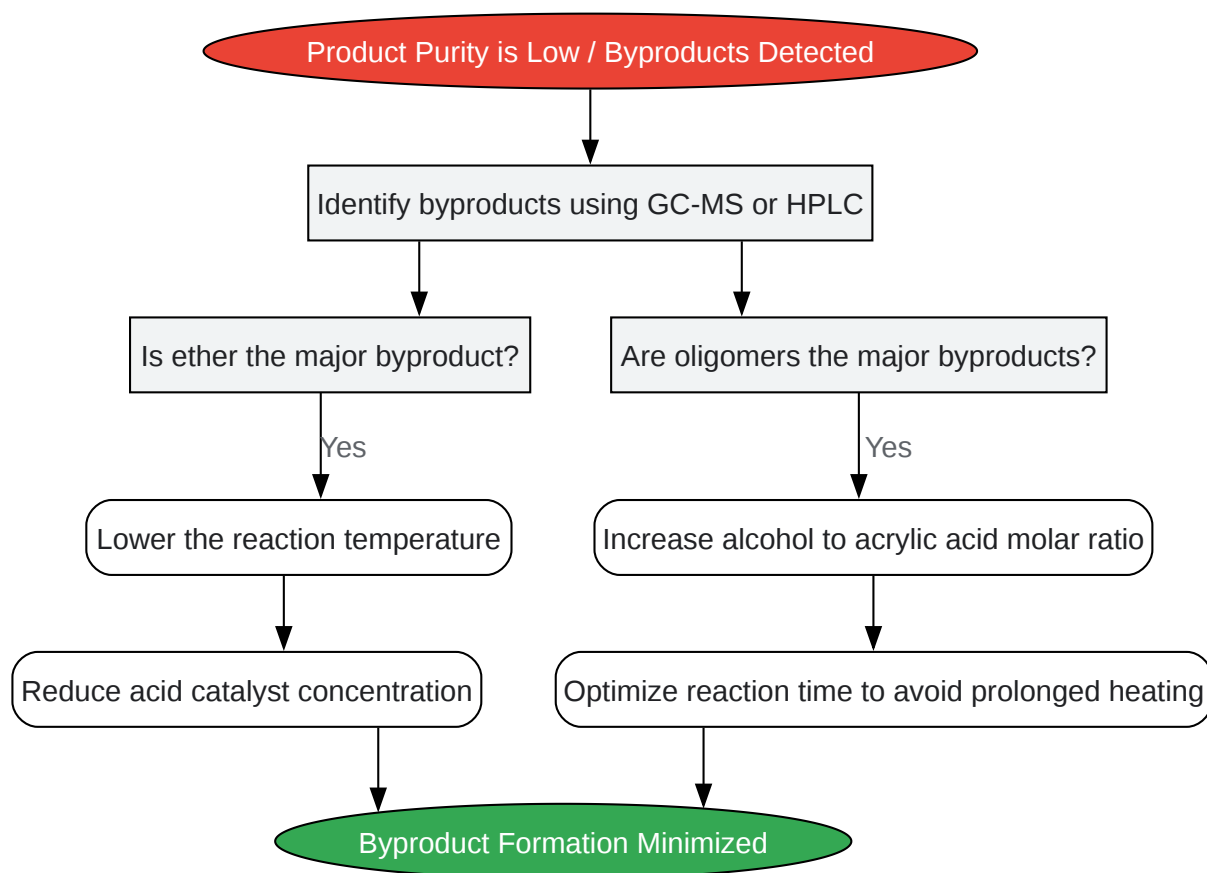 Product Purity is Low / Byproducts Detected
Identify byproducts using GC-MS or HPLC
Is ether the major byproduct?
Are oligomers the major byproducts?
Yes
Yes
Lower the reaction temperature
Increase alcohol to acrylic acid molar ratio
Reduce acid catalyst concentration
Optimize reaction time to avoid prolonged heating
Byproduct Formation Minimized